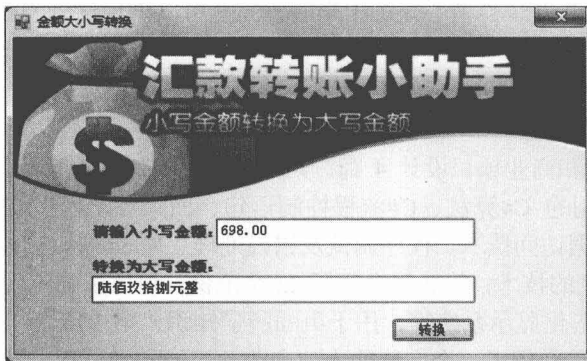 金额大小写转换
汇款转账小助手
小写金额转换为大写金额
请输入小写金额：698.00
转换为大写金额：
陆佰玖拾捌元整
转换